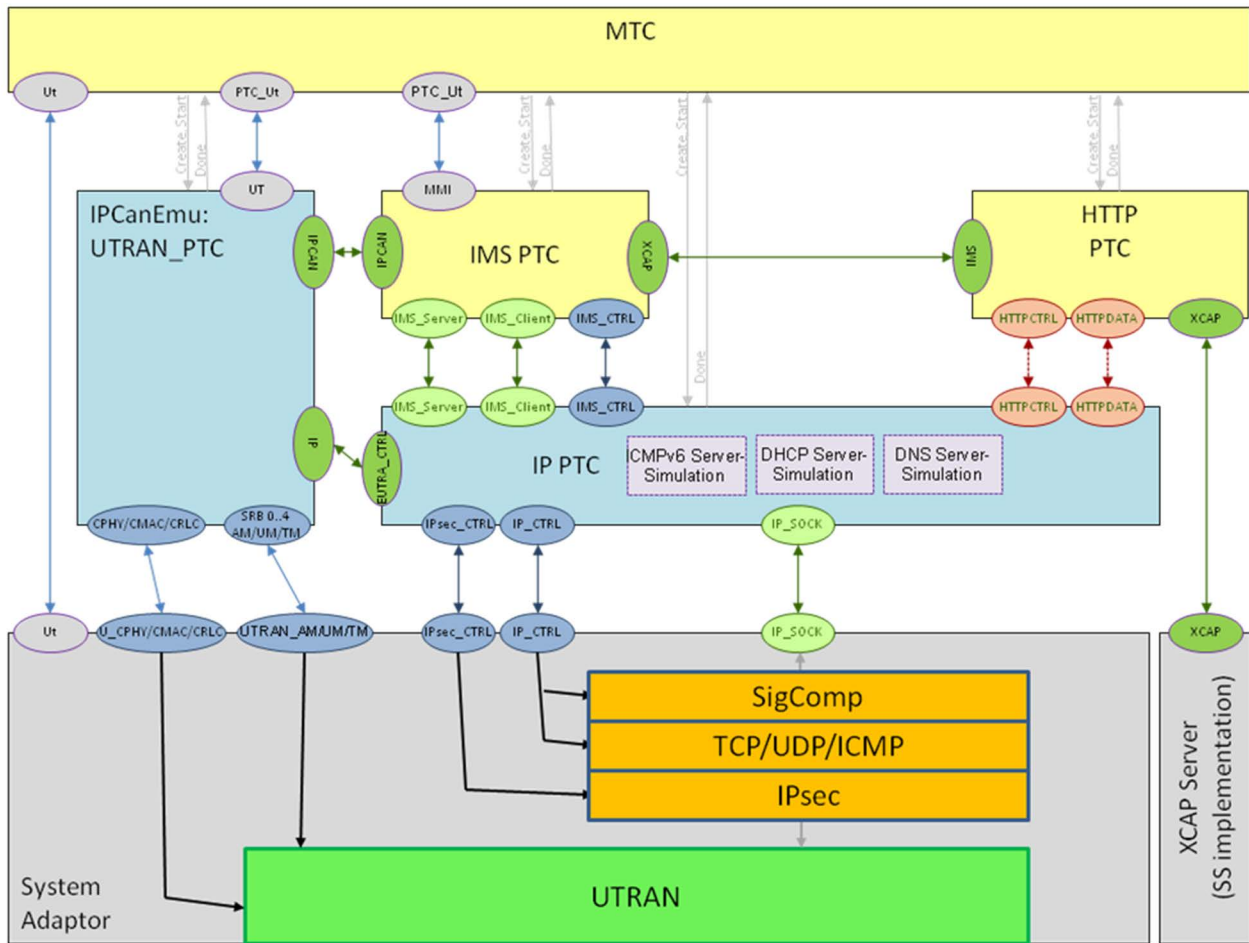 MTC
Ut
PTC_Ut
PTC_Ut
Create_Start
Done
Create_Start
Done
Create_Start
Done
Create_Start
Done
UT
MMI
IPCanEmu:
UTRAN_PTC
IPCAN
IPCAN
IMS PTC
XCAP
SMI
HTTP
PTC
IMS_Server
IMS_Client
IMS_CTRL
HTTPCTRL
HTTPDATA
XCAP
IMS_Server
IMS_Client
IMS_CTRL
HTTPCTRL
HTTPDATA
IP
EUTRA_CTRL
IP PTC
ICMPv6 Server-
Simulation
DHCP Server-
Simulation
DNS Server-
Simulation
CPHY/CMAC/CRLC
SRB 0..4
AM/UM/TM
IPsec_CTRL
IP_CTRL
IP_SOCK
Ut
U_CPHY/CMAC/CRLC
UTRAN_AM/UM/TM
IPsec_CTRL
IP_CTRL
IP_SOCK
XCAP
SigComp
TCP/UDP/ICMP
IPsec
UTRAN
System
Adaptor
XCAP Server
(SS implementation)